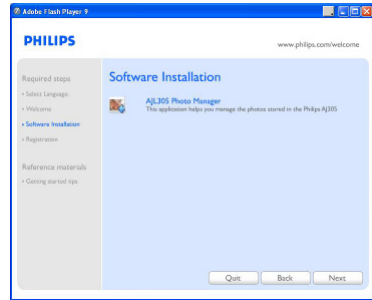 Adobe Flash Player 9
PHILIPS
www.philips.com/welcome
Required steps
Select Language
Welcome
Software Installation
Registration
Reference materials
Getting started tips
Software Installation
AJL305 Photo Manager
This application helps you manage the photos stored in the Philips AJ305
Quit
Back
Next